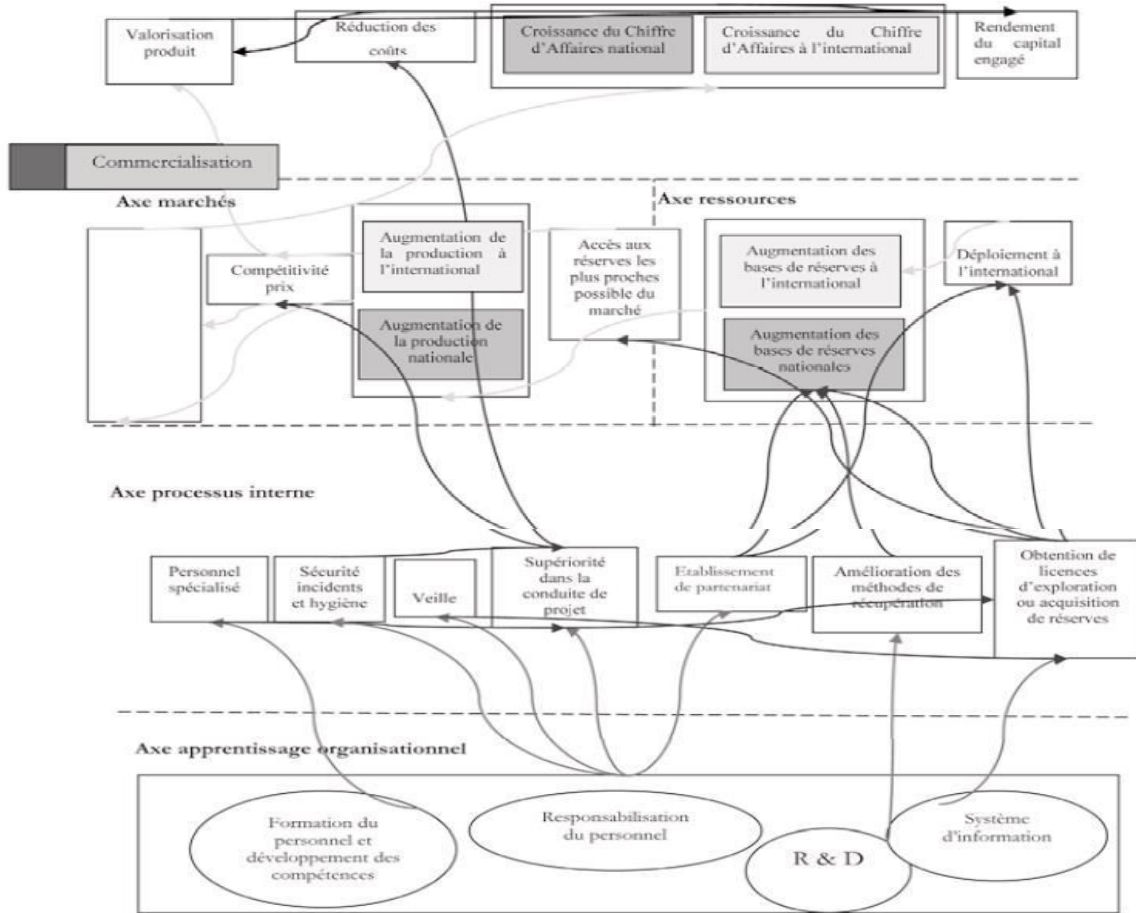 Valorisation
produit
Réduction des
coûts
Croissance du Chiffre
d'Affaires national
Croissance du Chiffre
d'Affaires à l'international
Rendement
du capital
engagé
Commercialisation
Axe marchés
Axe ressources
Compétitivité
prix
Augmentation de
la production à
l'international
Augmentation de
la production
nationale
Accès aux
réserves les
plus proches
possible du
marché
Augmentation des
bases de réserves à
l'international
Augmentation des
bases de réserves
nationales
Déploiement à
l'international
Axe processus interne
Personnel
spécialisé
Sécurité
incidents
et hygiène
Veille
Supériorité
dans la
conduite de
projet
Etablissement
de partenariat
Amélioration des
méthodes de
récupération
Obtention de
licences
d'exploration
ou acquisition
de réserves
Axe apprentissage organisationnel
Formation du
personnel et
développement des
compétences
Responsabilisation
du personnel
R & D
Système
d'information